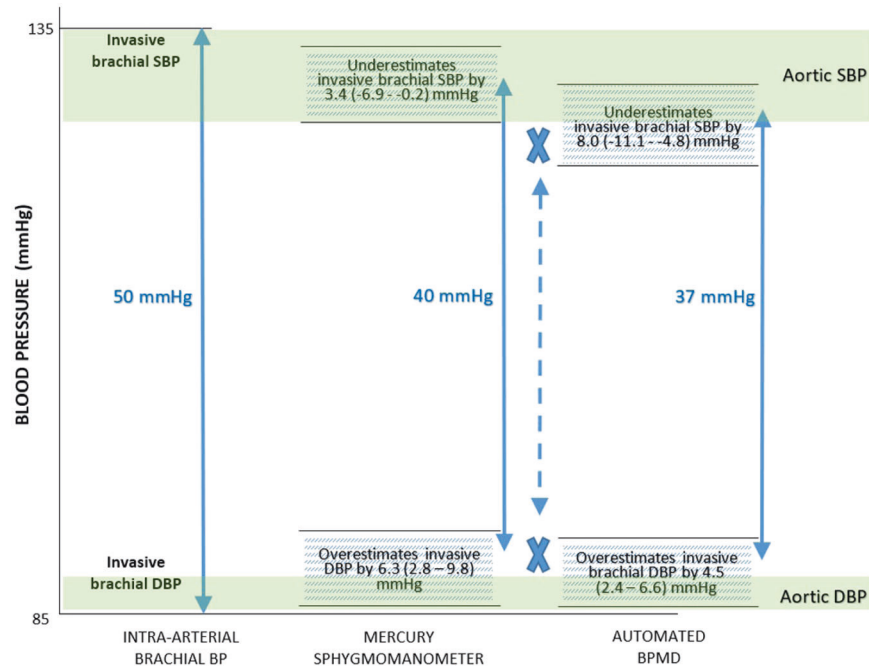 135
Invasive
brachial SBP
Underestimates
invasive brachial SBP by
3.4 (-6.9 - -0.2) mmHg
Aortic SBP
Underestimates
invasive brachial SBP by
8.0 (-11.1 - -4.8) mmHg
BLOOD PRESSURE (mmHg)
50 mmHg
40 mmHg
37 mmHg
Invasive
brachial DBP
Overestimates invasive
DBP by 6.3 (2.8 – 9.8)
mmHg
Overestimates invasive
brachial DBP by 4.5
(2.4 – 6.6) mmHg
Aortic DBP
85
INTRA-ARTERIAL
BRACHIAL BP
MERCURY
SPHYGMOMANOMETER
AUTOMATED
BPMD